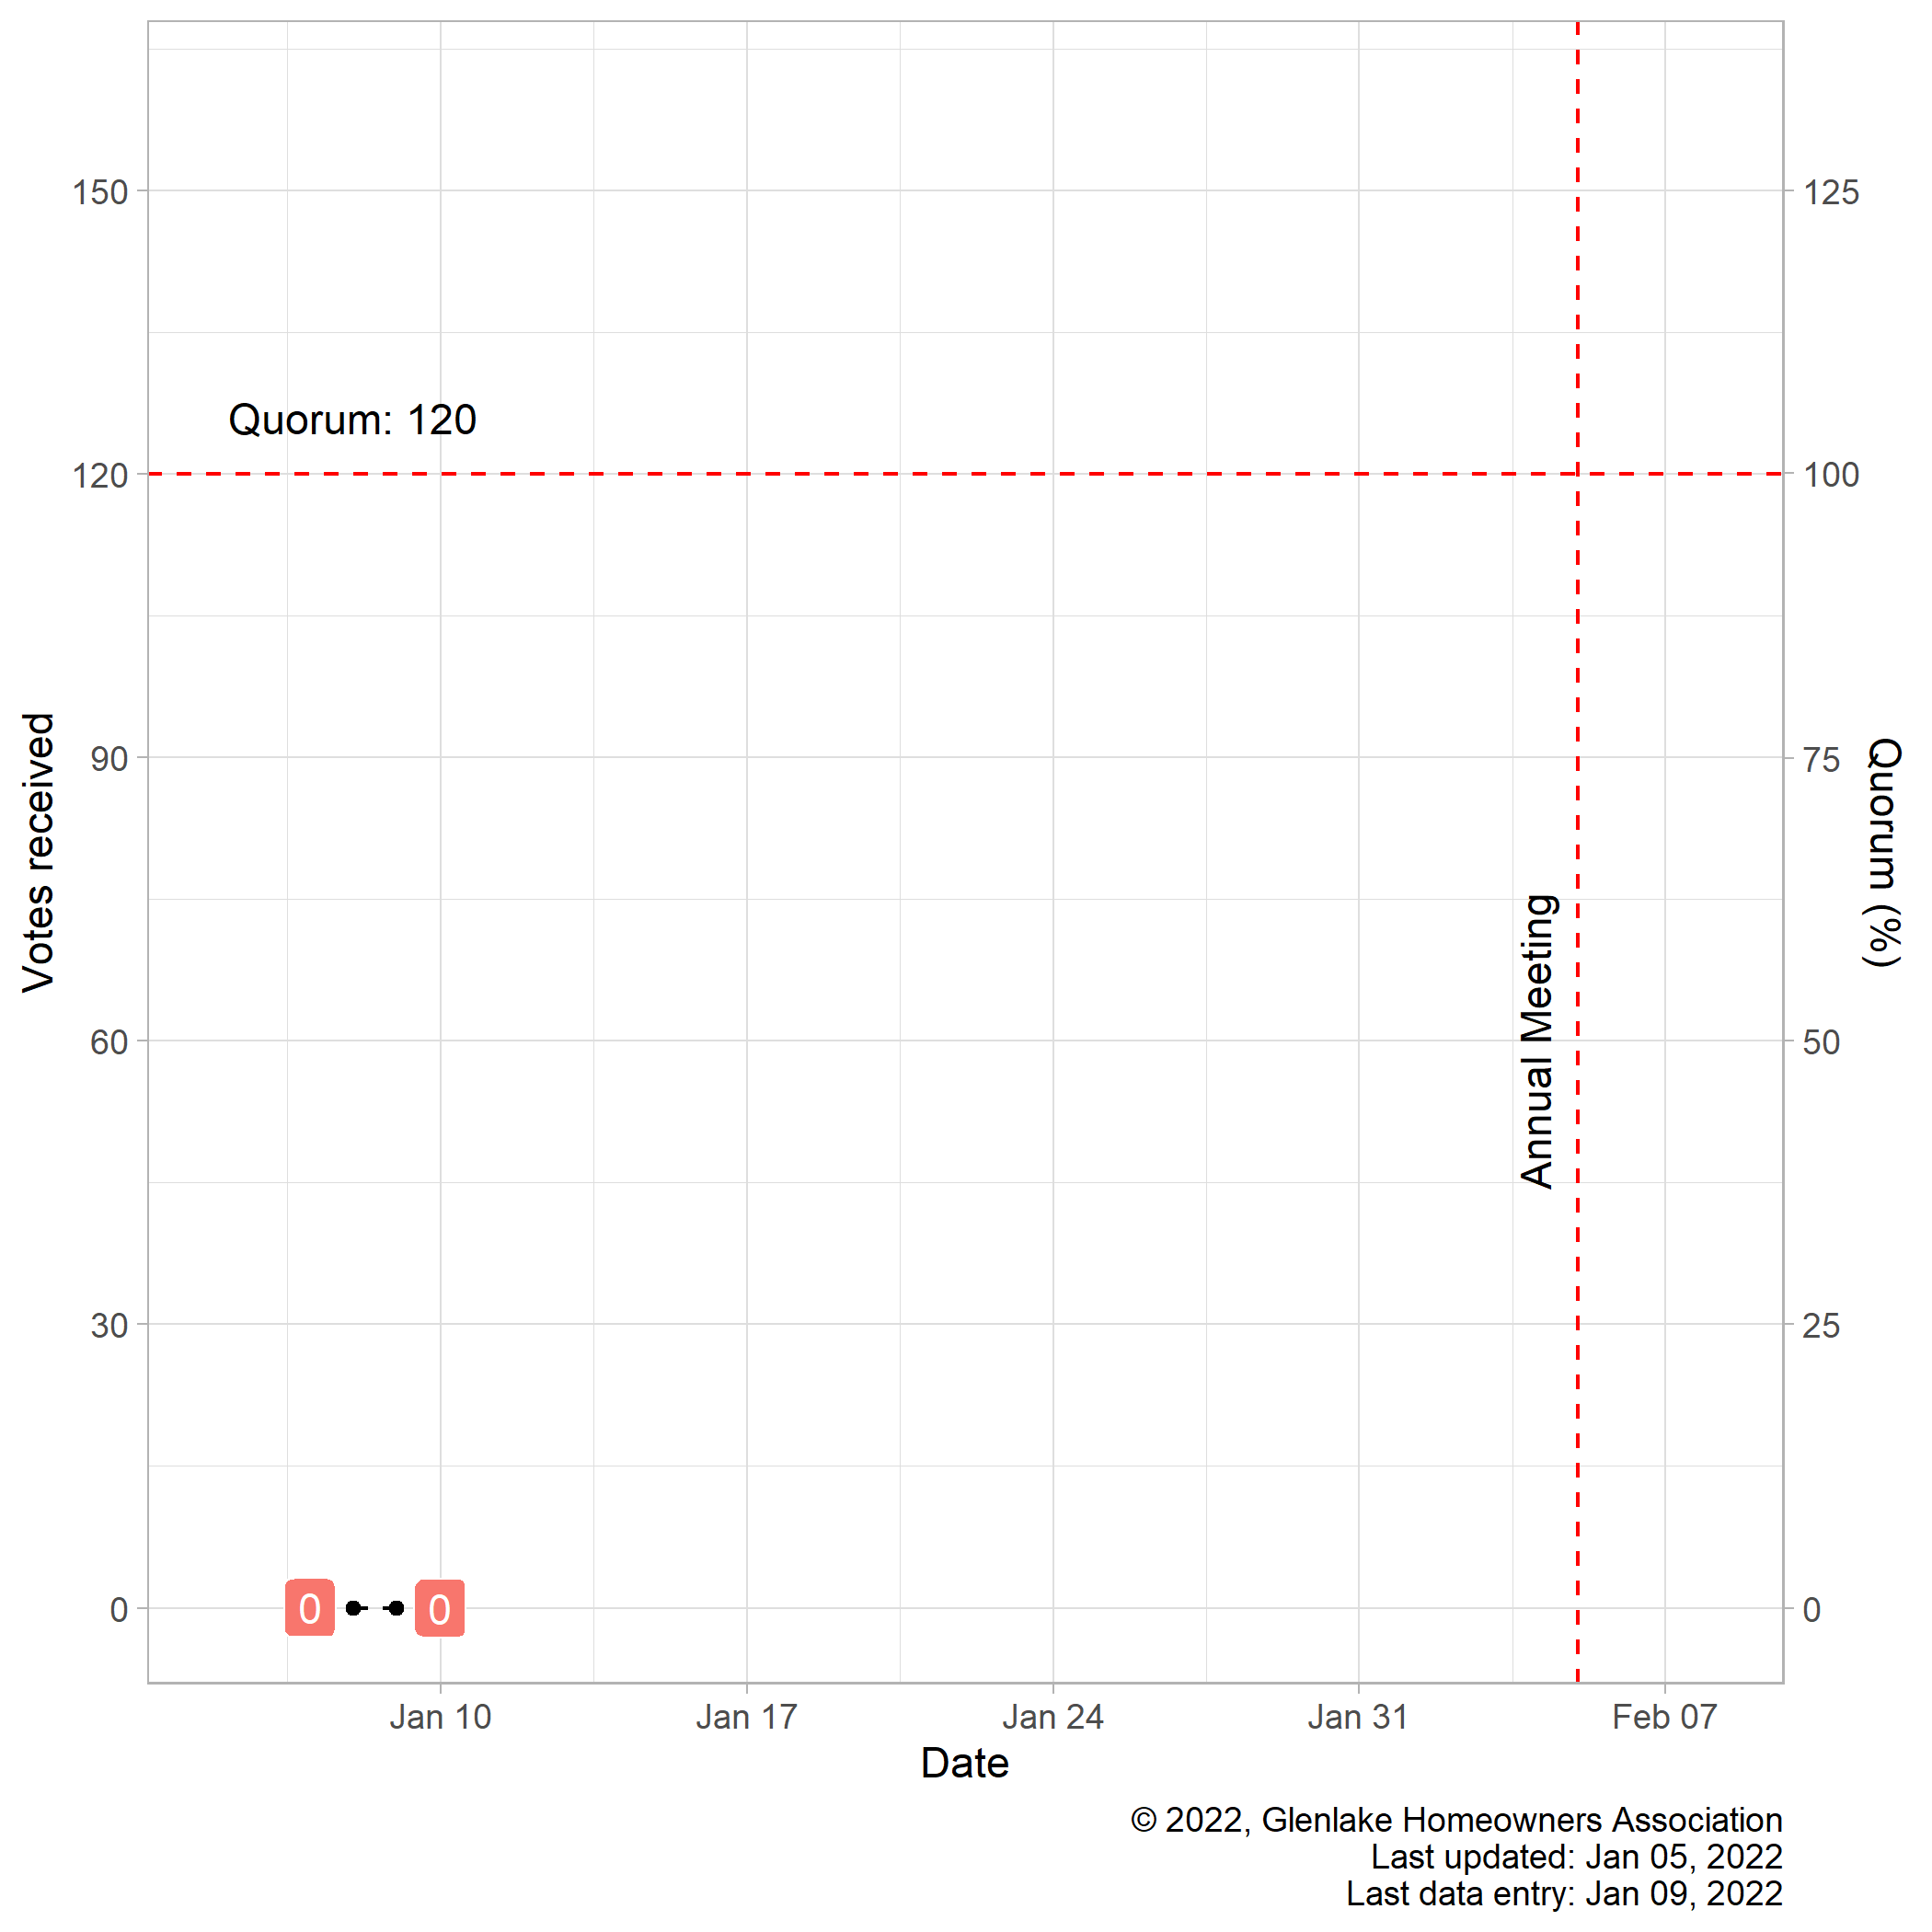 150
120
90
60
30
0
Votes received
Quorum: 120
Annual Meeting
0
0
125
100
75
50
25
0
Quorum (%)
Jan 10
Jan 17
Jan 24
Jan 31
Feb 07
Date
© 2022, Glenlake Homeowners Association
Last updated: Jan 05, 2022
Last data entry: Jan 09, 2022